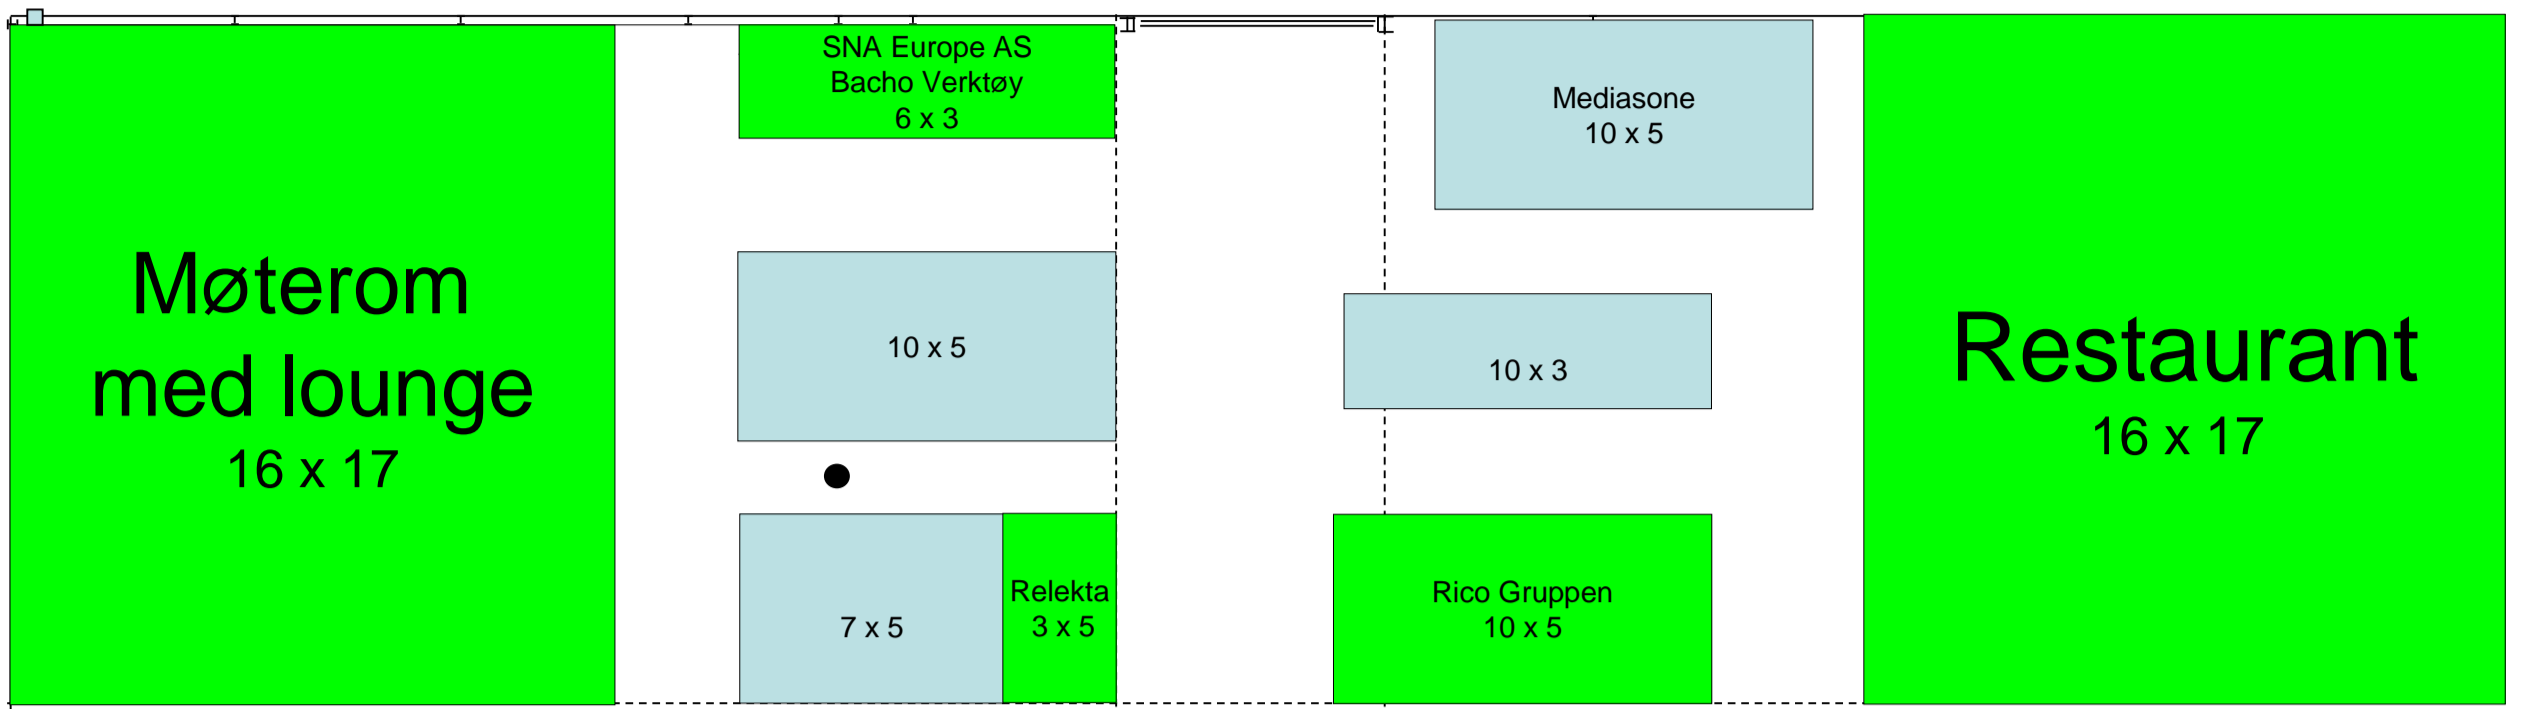 Møterom
med lounge
16 x 17
SNA Europe AS
Bacho Verktøy
6 x 3
10 x 5
7 x 5
Relekta
3 x 5
Mediasone
10 x 5
10 x 3
Rico Gruppen
10 x 5
Restaurant
16 x 17